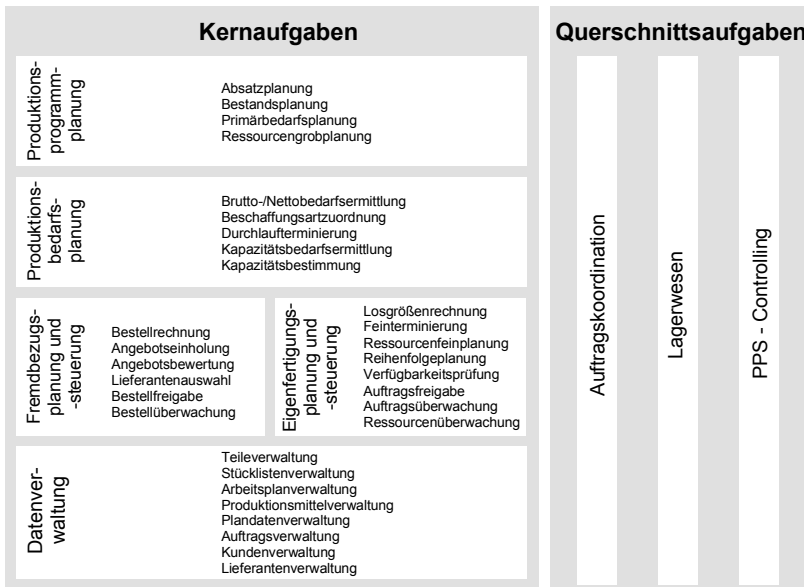 Kernaufgaben
Produktions-
programm-
planung
Absatzplanung
Bestandsplanung
Primärbedarfsplanung
Ressourcengrobplanung
Produktions-
bedarfs-
planung
Brutto-/Nettobedarfsermittlung
Beschaffungsartzuordnung
Durchlaufterminierung
Kapazitätsbedarfsermittlung
Kapazitätsbestimmung
Fremdbezugs-
planung und
-steuerung
Bestellrechnung
Angebotseinholung
Angebotsbewertung
Lieferantenauswahl
Bestellfreigabe
Bestellüberwachung
Eigenfertigungs-
planung und
-steuerung
Losgrößenrechnung
Feinterminierung
Ressourcenfeinplanung
Reihenfolgeplanung
Verfügbarkeitsprüfung
Auftragsfreigabe
Auftragsüberwachung
Ressourcenüberwachung
Datenver-
waltung
Teileverwaltung
Stücklistenverwaltung
Arbeitsplanverwaltung
Produktionsmittelverwaltung
Plandatenverwaltung
Auftragsverwaltung
Kundenverwaltung
Lieferantenverwaltung
Querschnittsaufgaben
Auftragskoordination
Lagerwesen
PPS - Controlling